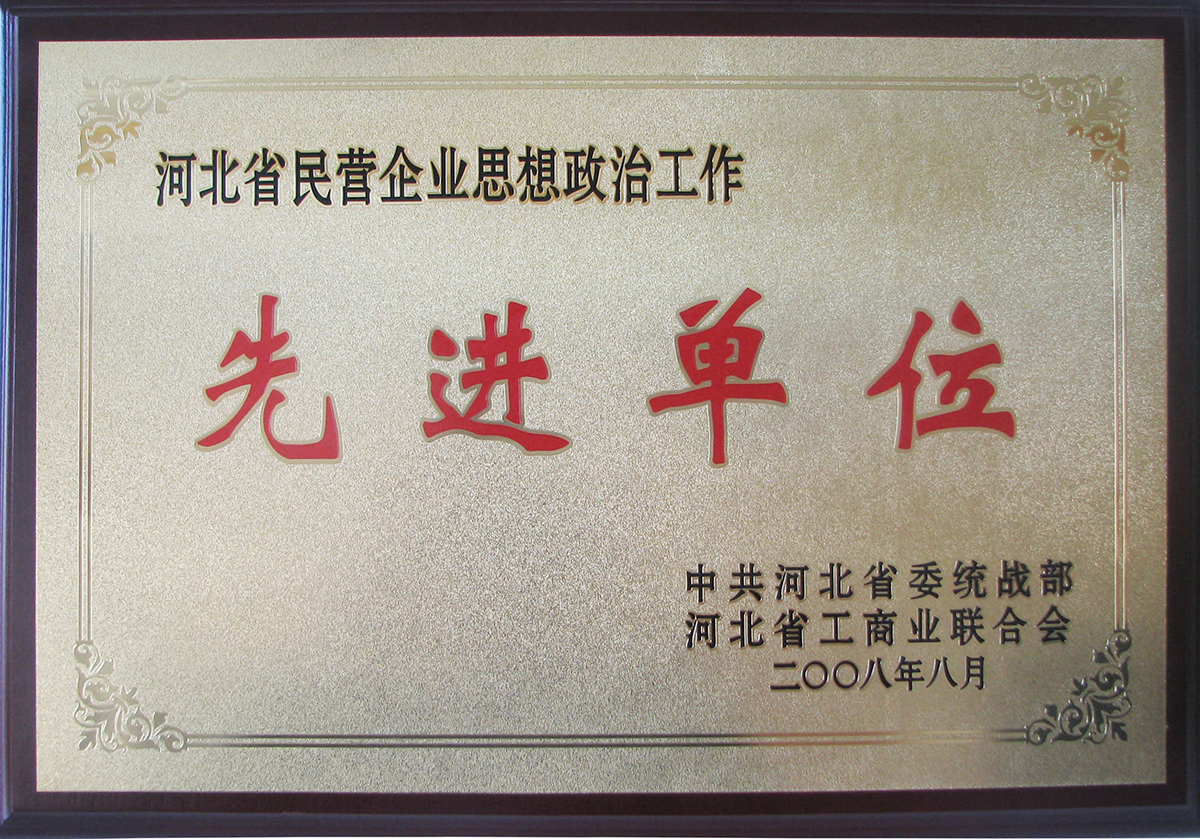 河北省民营企业思想政治工作
先进单位
中共河北省委统战部
河北省工商业联合会
二〇〇八年八月